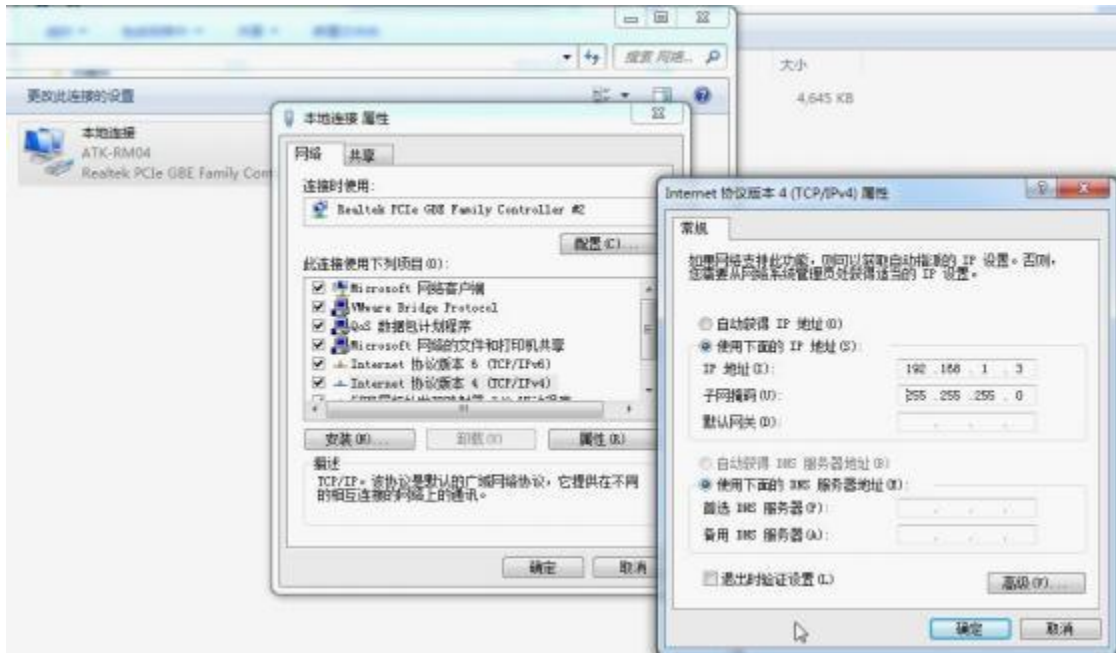 搜索 网络...
大小
更改此连接的设置
4,645 KB
本地连接
ATK-RM04
Realtek PCIe GBE Family Con
本地连接 属性
网络
共享
连接时使用:
Realtek PCIe GBE Family Controller #2
配置(C)...
此连接使用下列项目(O):
Microsoft 网络客户端
VMware Bridge Protocol
QoS 数据包计划程序
Microsoft 网络的文件和打印机共享
Internet 协议版本 6 (TCP/IPv6)
Internet 协议版本 4 (TCP/IPv4)
安装(N)...
卸载(U)
属性(R)
描述
TCP/IP。该协议是默认的广域网络协议，它提供在不同
的相互连接的网络上的通讯。
确定
取消
Internet 协议版本 4 (TCP/IPv4) 属性
常规
如果网络支持此功能，则可以获取自动指派的 IP 设置。否则，
您需要从网络系统管理员处获得适当的 IP 设置。
自动获得 IP 地址(O)
使用下面的 IP 地址(S):
IP 地址(I): 192 .168 . 1 . 3
子网掩码(U): 255 .255 .255 . 0
默认网关(D):
自动获得 DNS 服务器地址(B)
使用下面的 DNS 服务器地址(E):
首选 DNS 服务器(P):
备用 DNS 服务器(A):
退出时验证设置(L)
高级(V)...
确定
取消